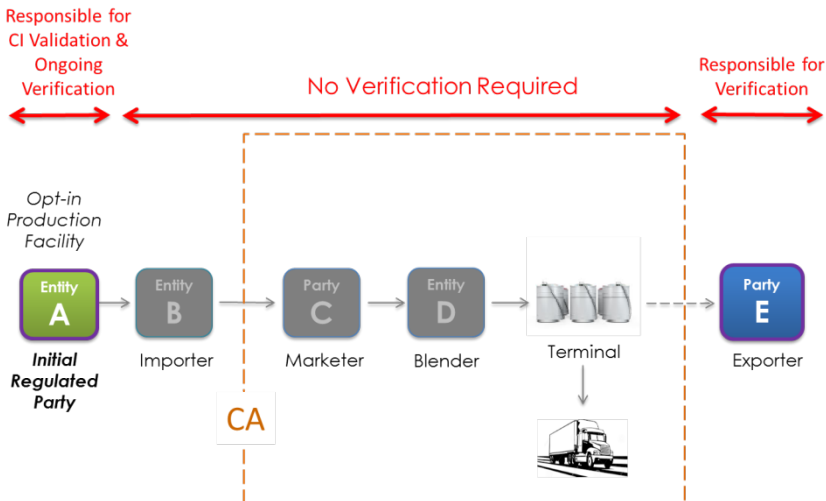 Responsible for
CI Validation &
Ongoing
Verification
No Verification Required
Responsible for
Verification
Opt-in
Production
Facility
Entity
A
Entity
B
Party
C
Entity
D
Party
E
Initial
Regulated
Party
Importer
Marketer
Blender
Terminal
Exporter
CA